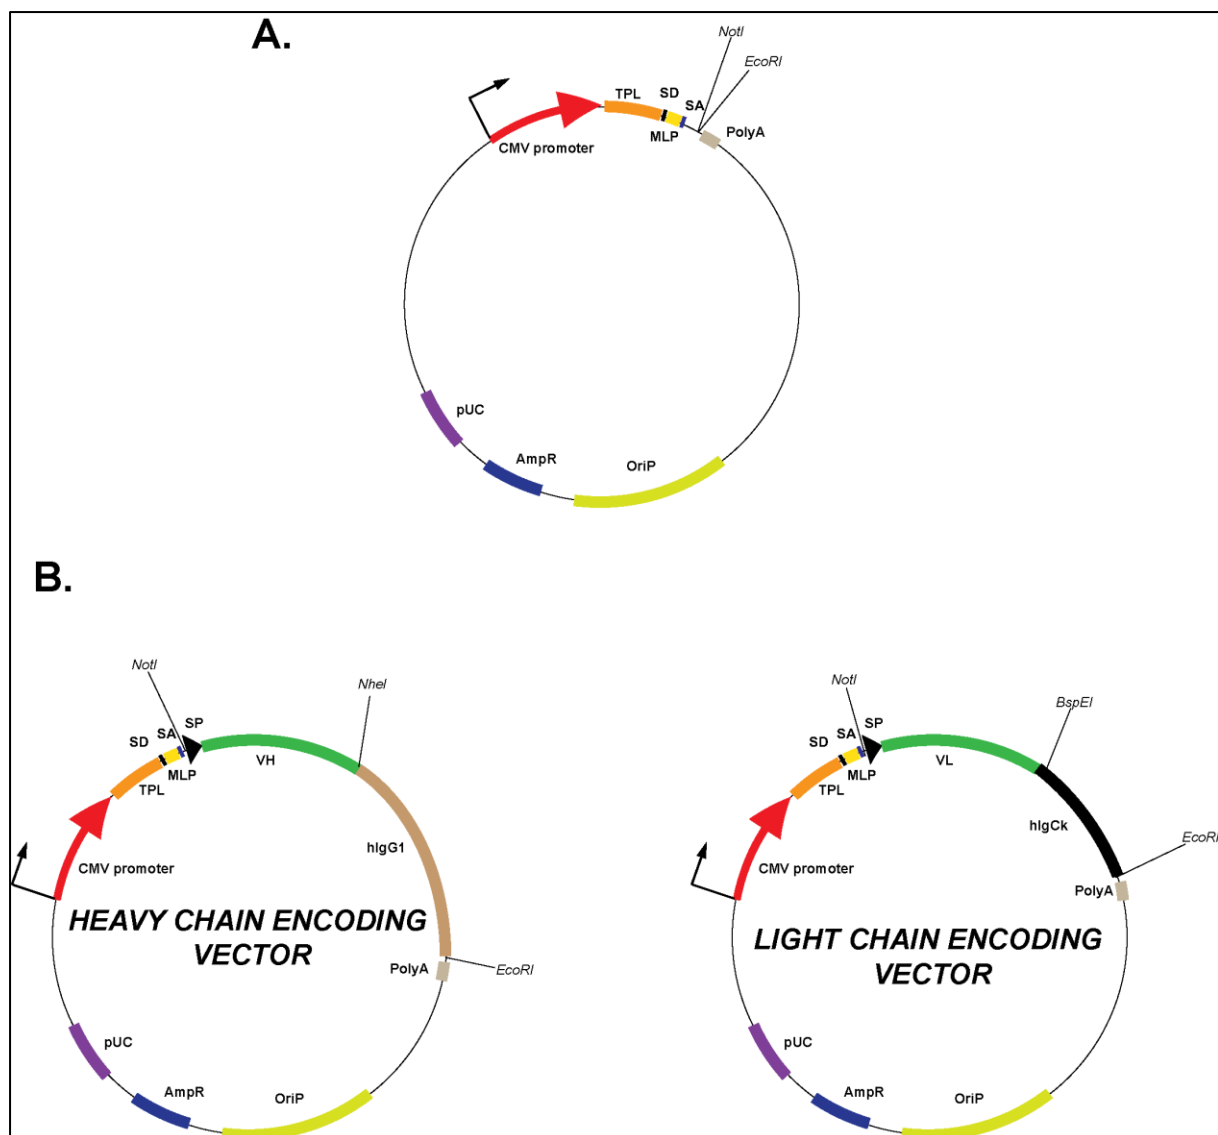 A.
NotI
EcoRI
TPL
SD
SA
MLP
PolyA
CMV promoter
pUC
AmpR
OriP
B.
NotI
NheI
SP
SA
SD
MLP
TPL
VH
hIgG1
CMV promoter
HEAVY CHAIN ENCODING
VECTOR
PolyA
EcoRI
pUC
AmpR
OriP
NotI
BspEI
SP
SA
SD
MLP
TPL
VL
hIgCk
EcoRI
CMV promoter
PolyA
LIGHT CHAIN ENCODING
VECTOR
pUC
AmpR
OriP